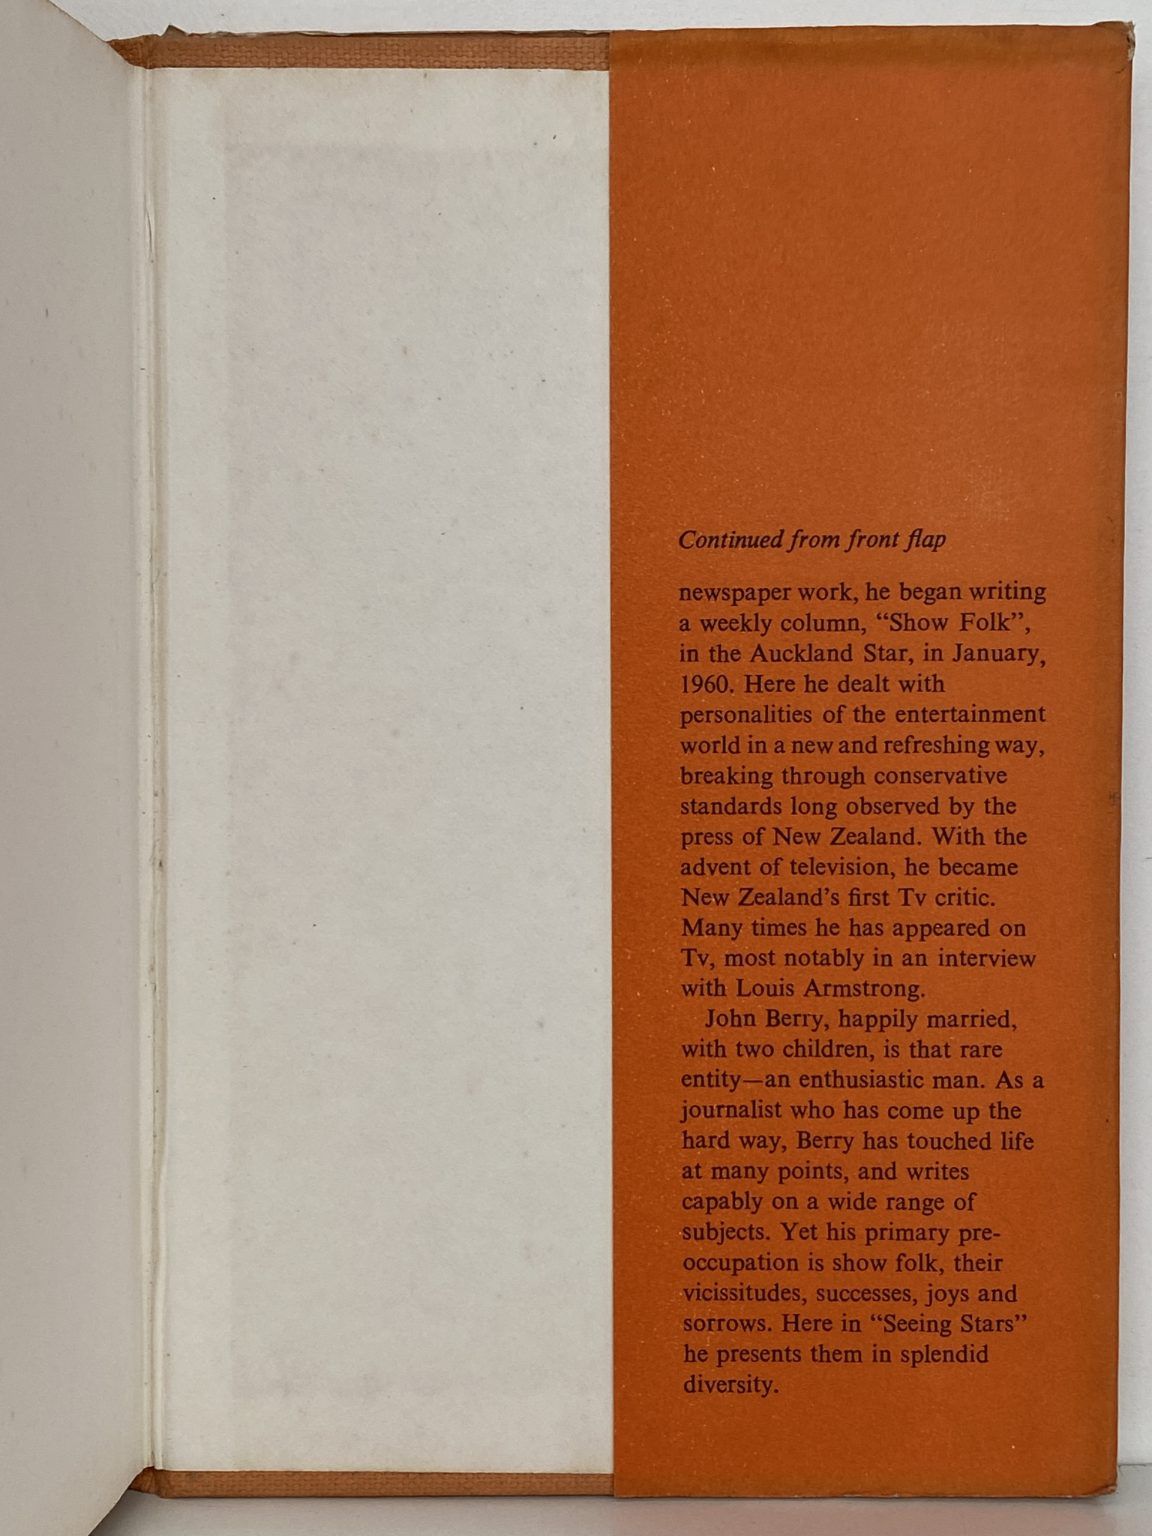 Continued from front flap
newspaper work, he began writing
a weekly column, “Show Folk”,
in the Auckland Star, in January,
1960. Here he dealt with
personalities of the entertainment
world in a new and refreshing way,
breaking through conservative
standards long observed by the
press of New Zealand. With the
advent of television, he became
New Zealand’s first Tv critic.
Many times he has appeared on
Tv, most notably in an interview
with Louis Armstrong.
John Berry, happily married,
with two children, is that rare
entity—an enthusiastic man. As a
journalist who has come up the
hard way, Berry has touched life
at many points, and writes
capably on a wide range of
subjects. Yet his primary pre-
occupation is show folk, their
vicissitudes, successes, joys and
sorrows. Here in “Seeing Stars”
he presents them in splendid
diversity.